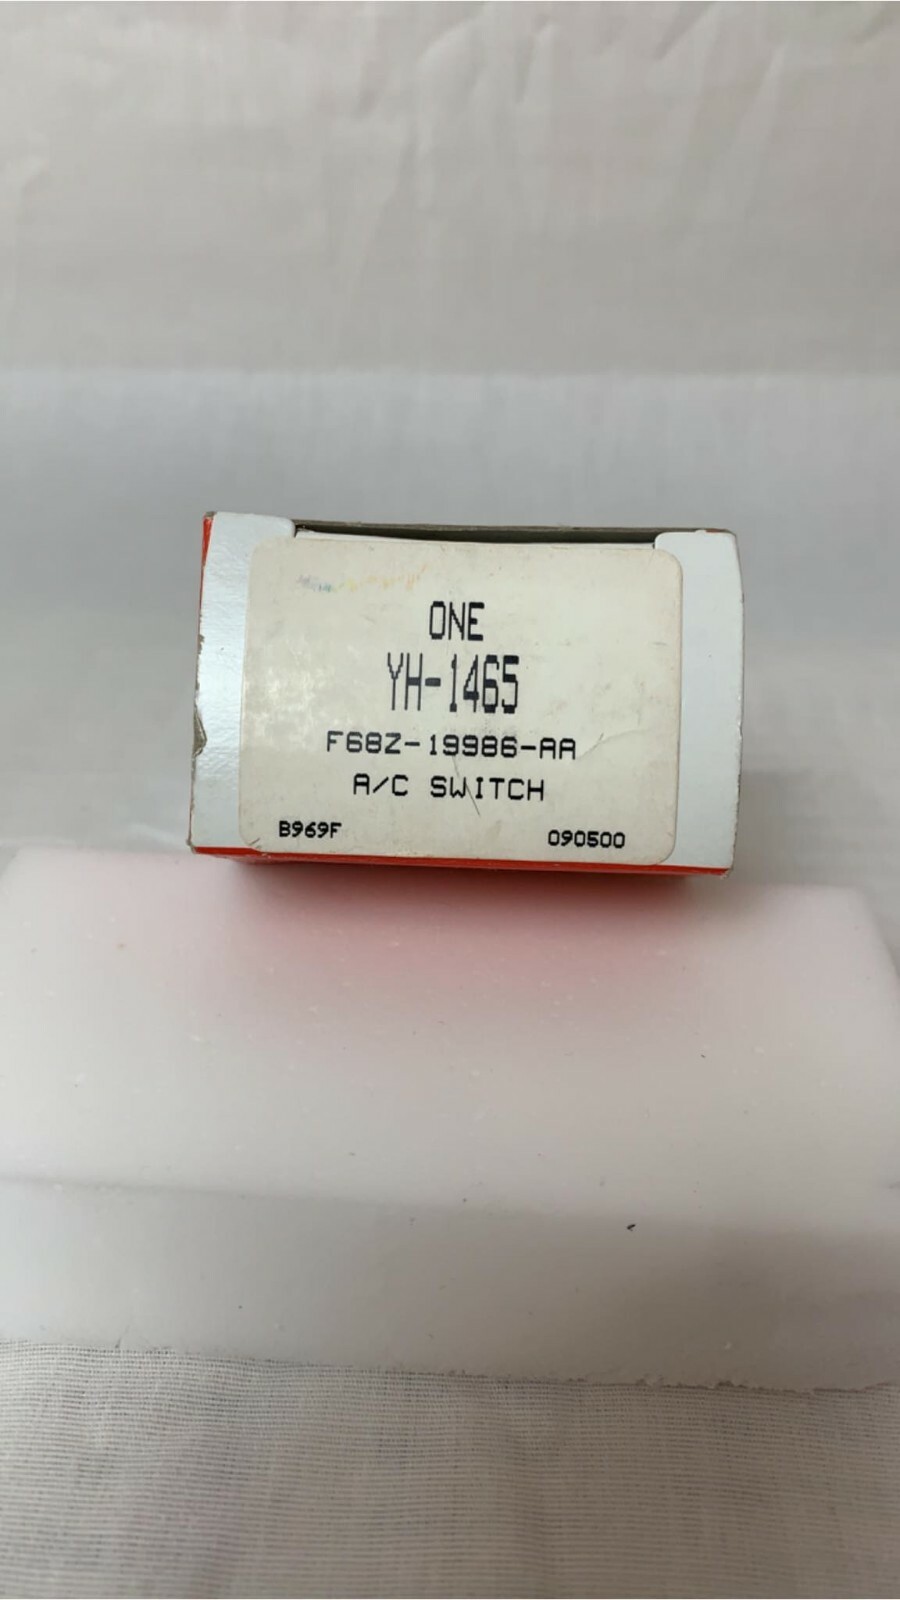 ONE
YH-1465
F68Z-19986-AA
A/C SWITCH
B969F 090500